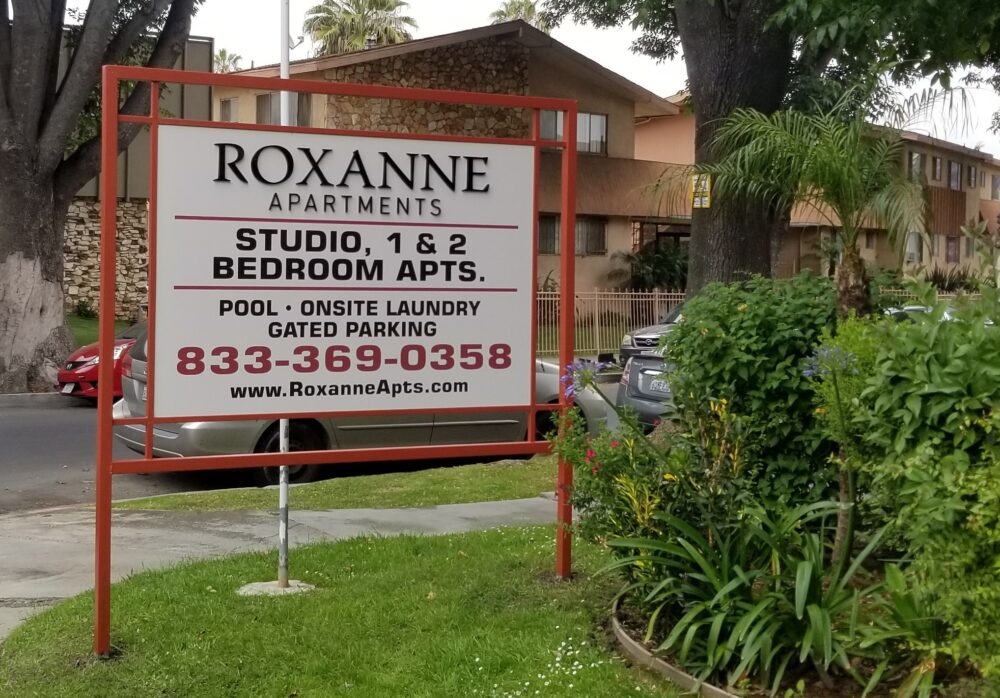 ROXANNE
APARTMENTS
STUDIO, 1 & 2
BEDROOM APTS.
POOL · ONSITE LAUNDRY
GATED PARKING
833-369-0358
www.RoxanneApts.com